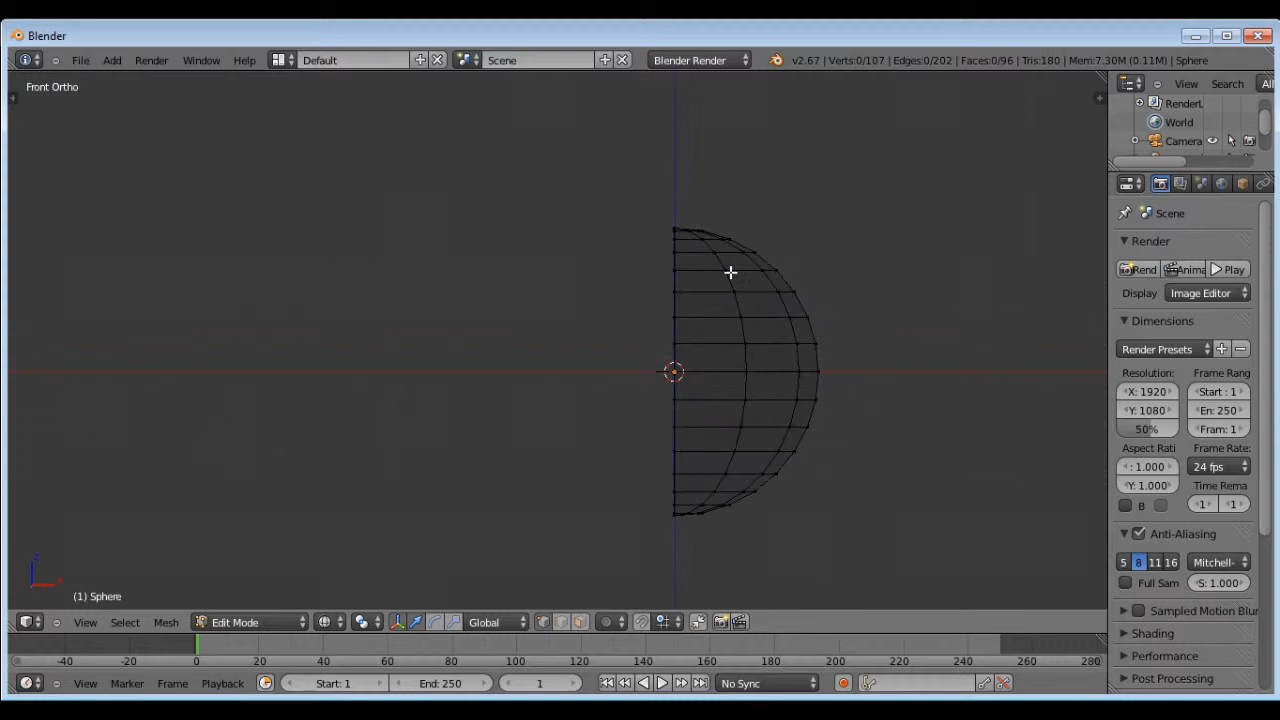 Blender
File Add Render Window Help Default Scene Blender Render v2.67 | Verts:0/107 | Edges:0/202 | Faces:0/96 | Tris:180 | Mem:7.30M (0.11M) | Sphere
Front Ortho
View Search All
RenderL
World
Camera
Scene
Render
Rend Anima Play
Display Image Editor
Dimensions
Render Presets
Resolution: Frame Rang
X: 1920 Start : 1
Y: 1080 En: 250
50% Fram: 1
Aspect Rati Frame Rate:
: 1.000 24 fps
Y: 1.000 Time Rema
B 1 1
Anti-Aliasing
5 8 11 16 Mitchell-
Full Sam S: 1.000
Sampled Motion Blur
Shading
Performance
Post Processing
z
x
(1) Sphere
View Select Mesh Edit Mode Global
-40 -20 0 20 40 60 80 100 120 140 160 180 200 220 240 260 280
View Marker Frame Playback Start: 1 End: 250 1 No Sync